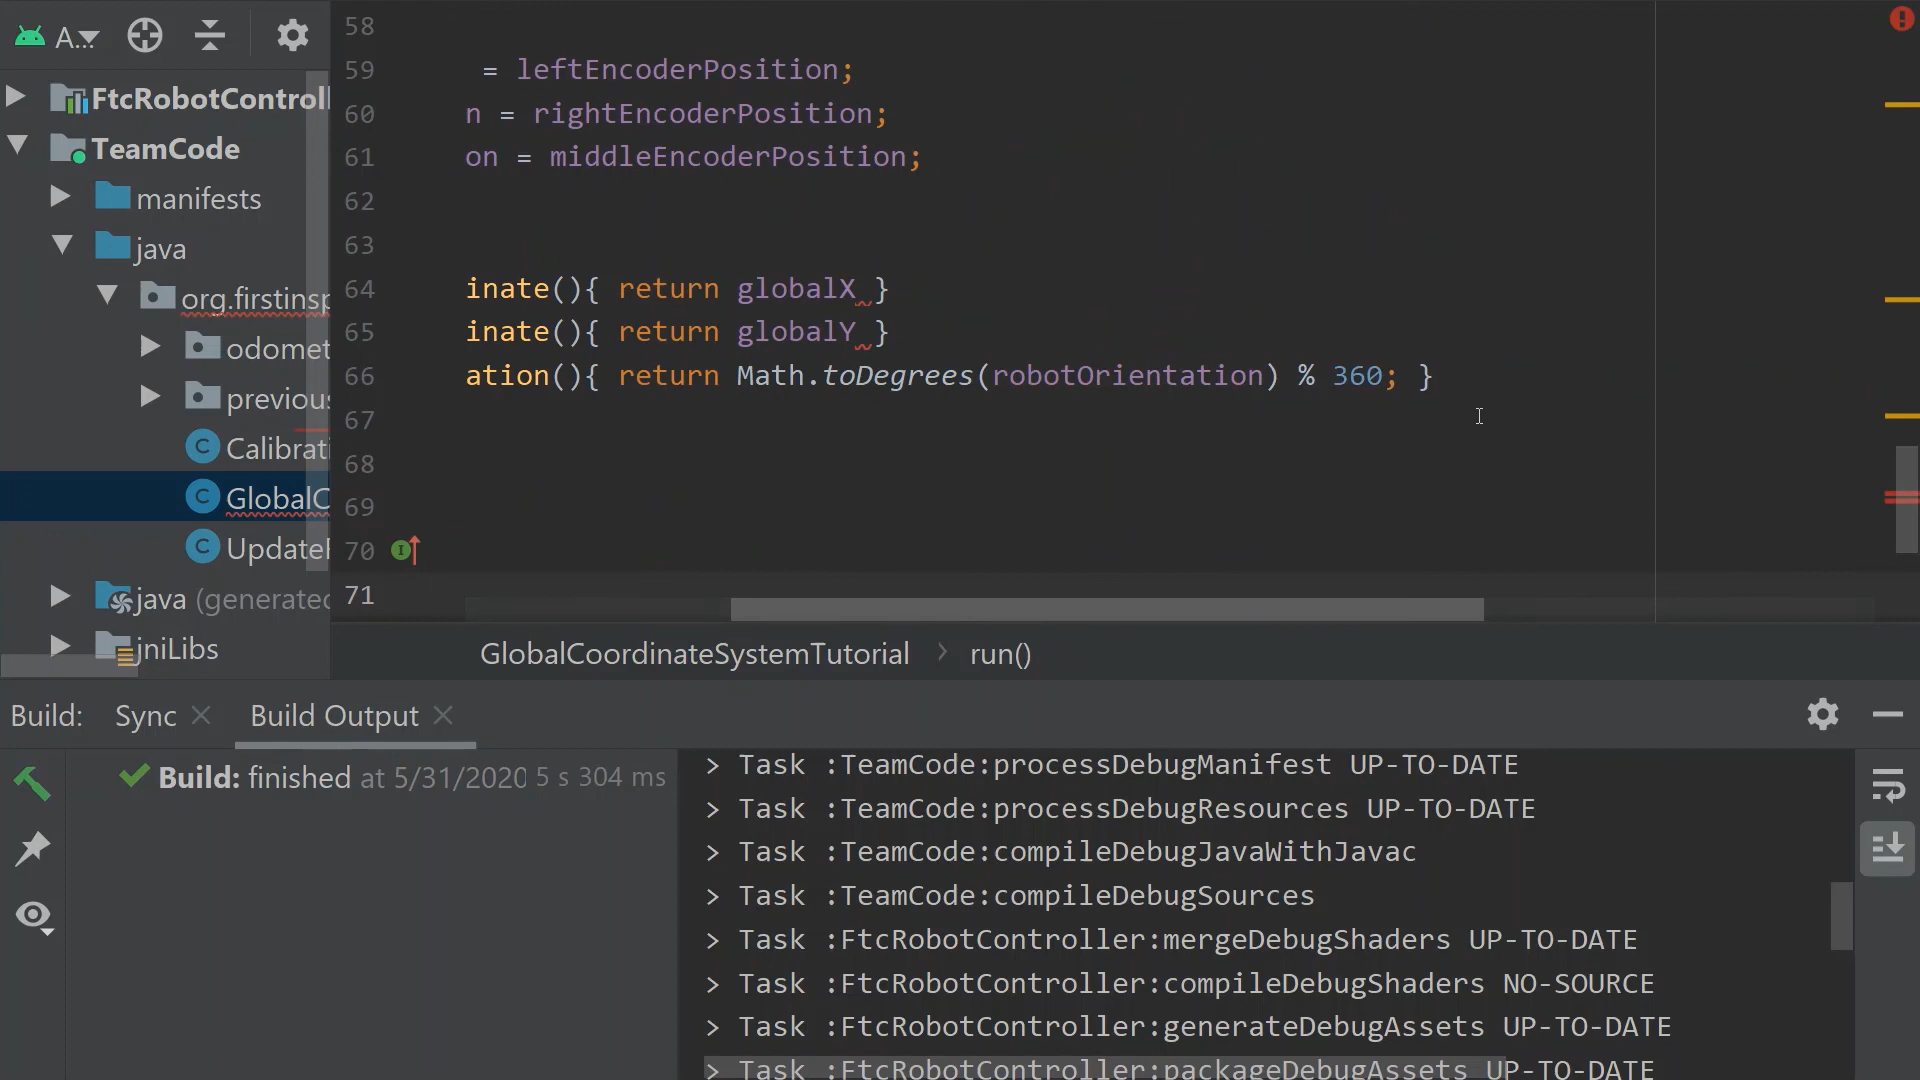 A...
FtcRobotControll
TeamCode
manifests
java
org.firstinsp
odomet
previous
Calibrati
GlobalC
Update
java (generated
jniLibs
58
59 = leftEncoderPosition;
60 n = rightEncoderPosition;
61 on = middleEncoderPosition;
62
63
64 inate(){ return globalX }
65 inate(){ return globalY }
66 ation(){ return Math.toDegrees(robotOrientation) % 360; }
67
68
69
70
71
GlobalCoordinateSystemTutorial > run()
Build: Sync Build Output
Build: finished at 5/31/2020 5 s 304 ms
> Task :TeamCode:processDebugManifest UP-TO-DATE
> Task :TeamCode:processDebugResources UP-TO-DATE
> Task :TeamCode:compileDebugJavaWithJavac
> Task :TeamCode:compileDebugSources
> Task :FtcRobotController:mergeDebugShaders UP-TO-DATE
> Task :FtcRobotController:compileDebugShaders NO-SOURCE
> Task :FtcRobotController:generateDebugAssets UP-TO-DATE
> Task :FtcRobotController:packageDebugAssets UP-TO-DATE